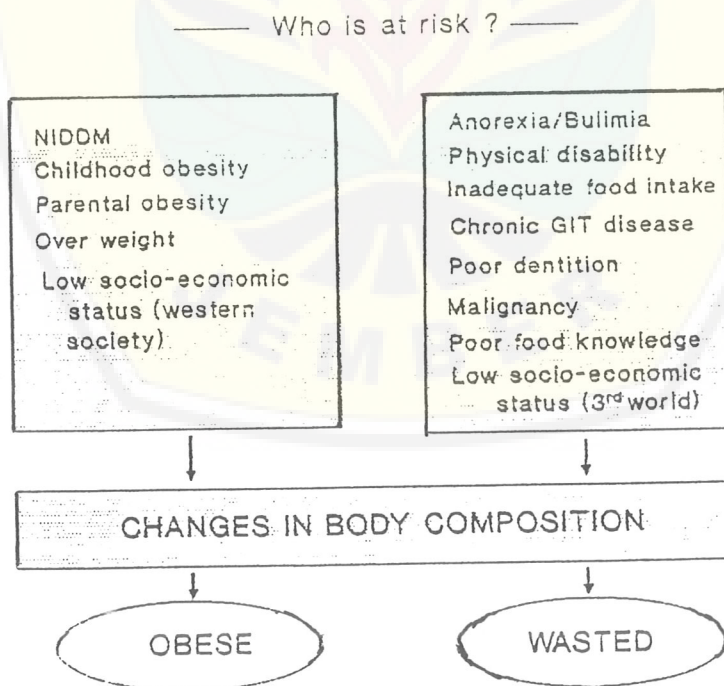 Who is at risk ?
NIDDM
Childhood obesity
Parental obesity
Over weight
Low socio-economic
status (western
society)
Anorexia/Bulimia
Physical disability
Inadequate food intake
Chronic GIT disease
Poor dentition
Malignancy
Poor food knowledge
Low socio-economic
status (3rd world)
CHANGES IN BODY COMPOSITION
OBESE
WASTED